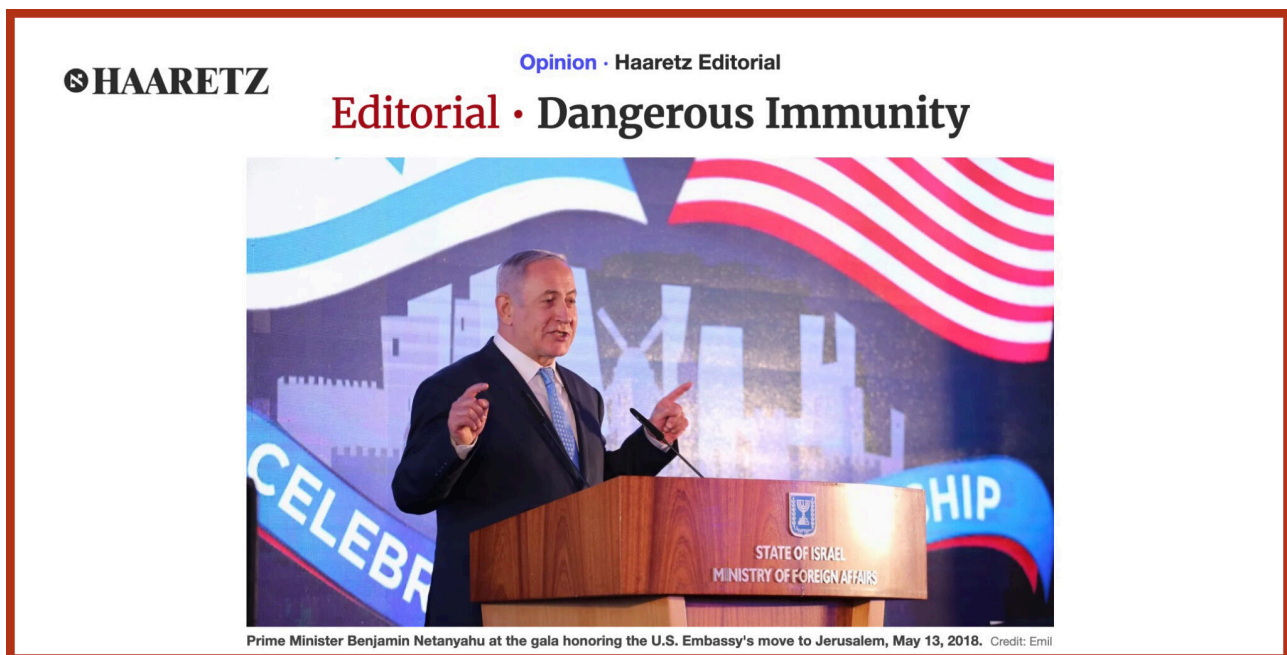 Opinion · Haaretz Editorial
HAARETZ
Editorial • Dangerous Immunity
CELEBR
SHIP
STATE OF ISRAEL
MINISTRY OF FOREIGN AFFAIRS
Prime Minister Benjamin Netanyahu at the gala honoring the U.S. Embassy's move to Jerusalem, May 13, 2018. Credit: Emil